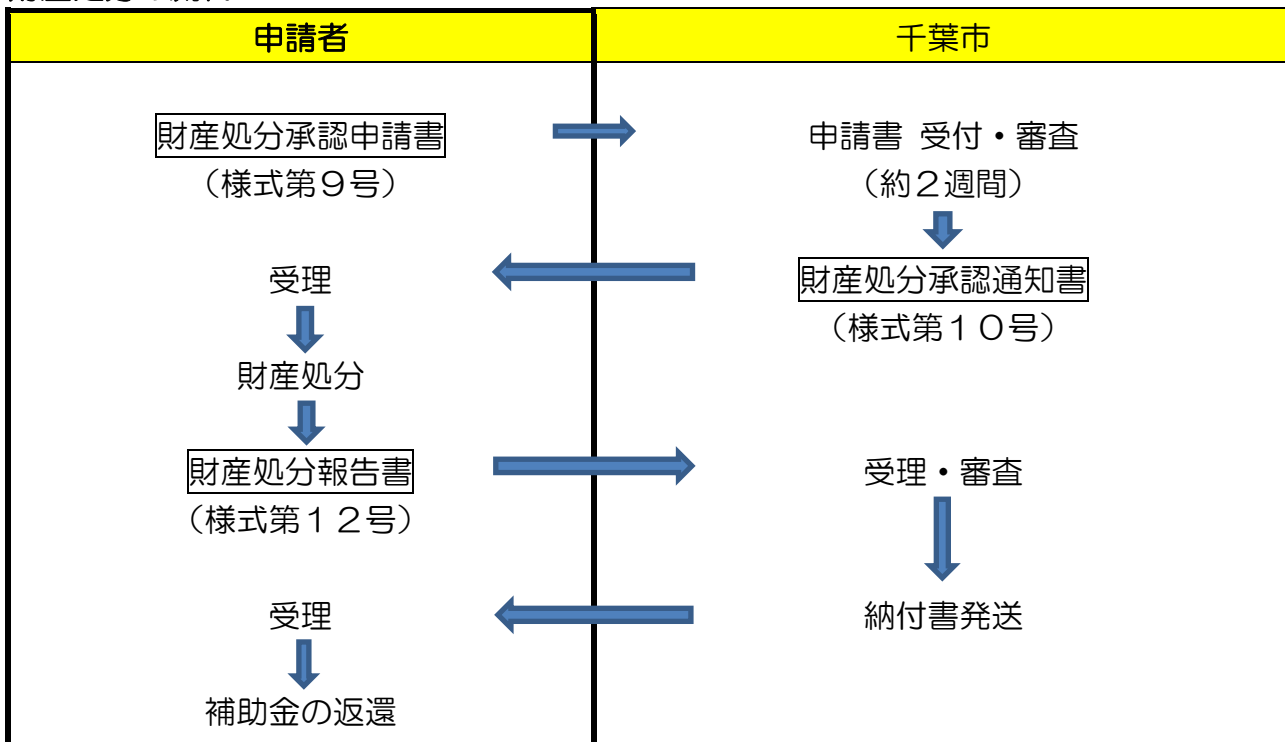 申請者
千葉市
財産処分承認申請書
申請書 受付・審査
（様式第９号）
（約２週間）
受理
財産処分承認通知書
（様式第１０号）
財産処分
財産処分報告書
受理・審査
（様式第１２号）
受理
納付書発送
補助金の返還